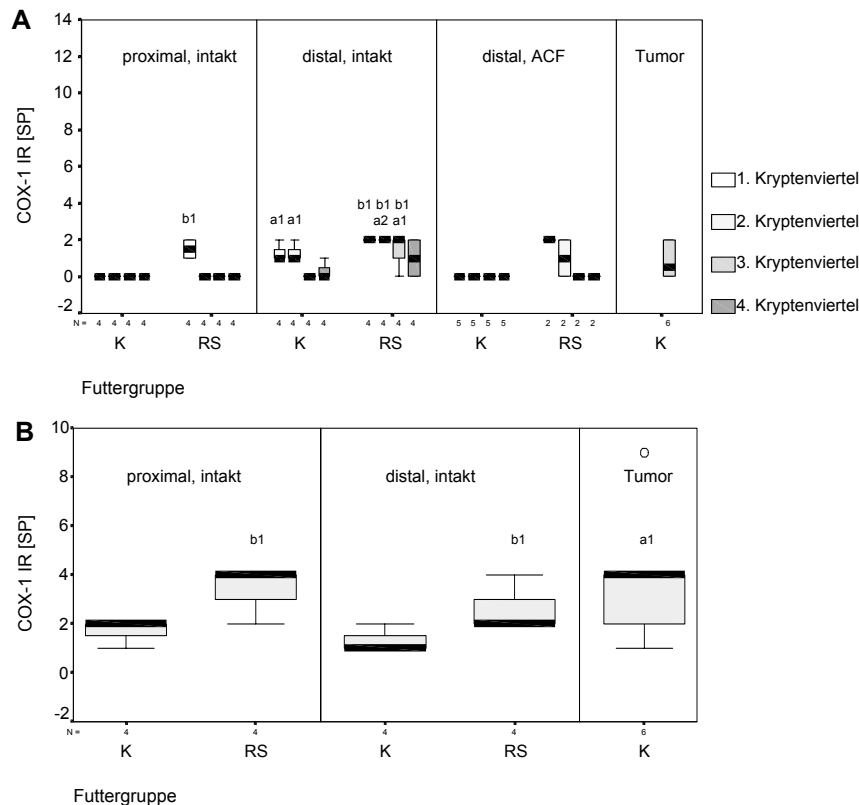 A
COX-1 IR [SP]
14
12
10
8
6
4
2
0
-2
proximal, intakt
distal, intakt
distal, ACF
Tumor
b1
a1 a1
b1 b1 b1
a2 a1
N = 4 4 4 4 4 4 4 4 4 4 4 4 4 4 4 4 5 5 5 5 2 2 2 2 6
K RS K RS K RS K
Futtergruppe
1. Kryptenviertel
2. Kryptenviertel
3. Kryptenviertel
4. Kryptenviertel
B
COX-1 IR [SP]
10
8
6
4
2
0
-2
proximal, intakt
distal, intakt
Tumor
b1
b1
a1
N = 4 4 4 4 6
K RS K RS K
Futtergruppe